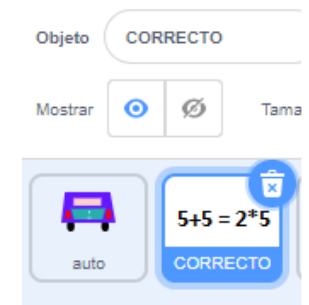 Objeto CORRECTO
Mostrar Tama
5+5 = 2*5
auto CORRECTO